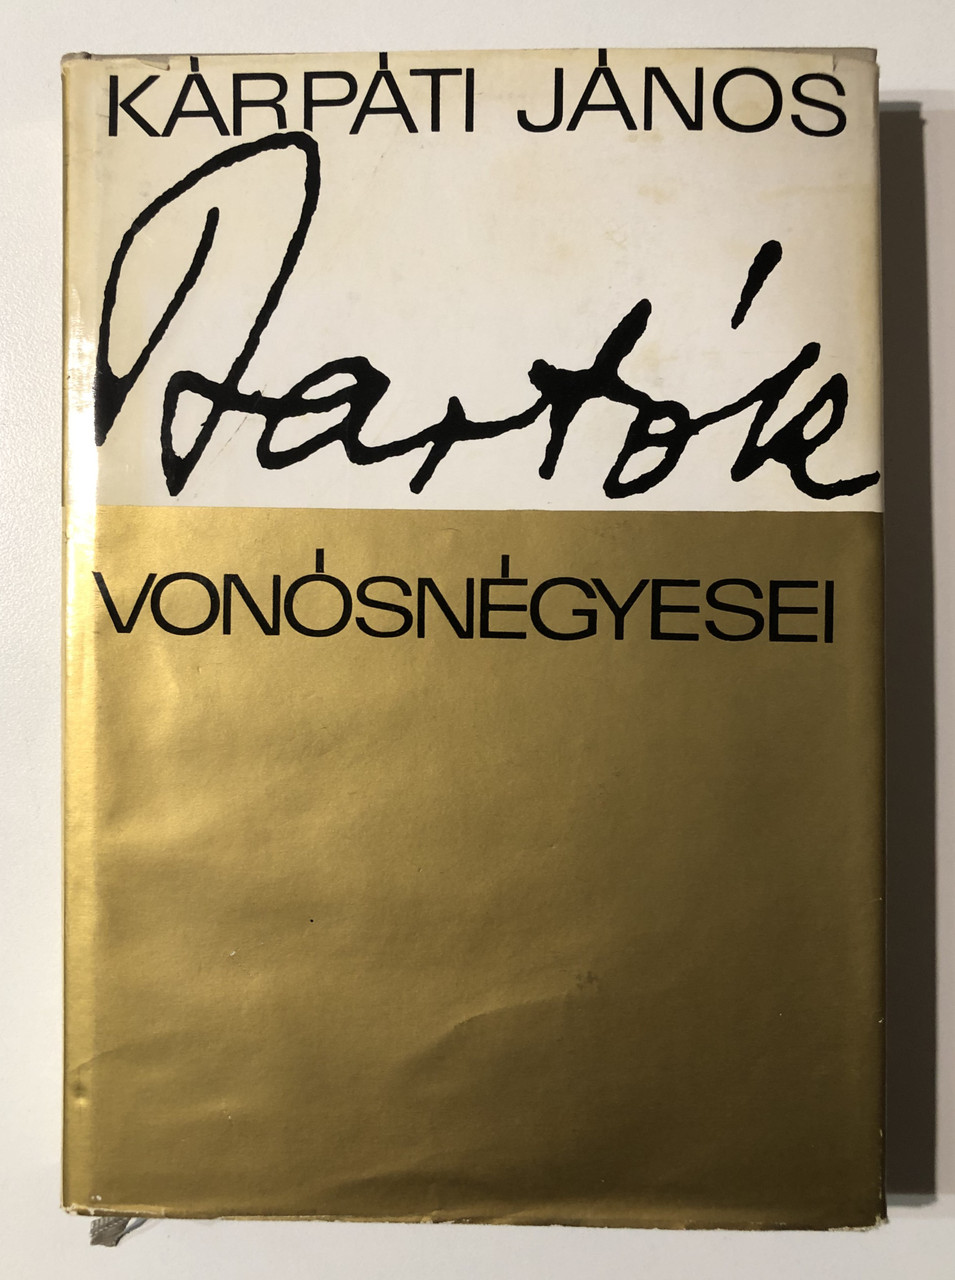 KÁRPÁTI JÁNOS
Bartók
VONÓSNÉGYESEI